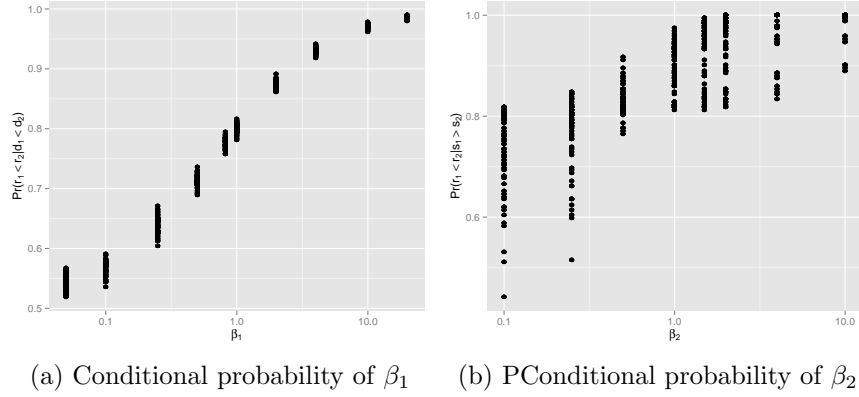 1.0
0.9
0.8
0.7
0.6
0.5
Pr(r₁ < r₂|d₁ < d₂)
0.1 1.0 10.0
β₁
1.0
0.8
0.6
Pr(r₁ < r₂|s₁ > s₂)
0.1 1.0 10.0
β₂
(a) Conditional probability of β₁
(b) PConditional probability of β₂